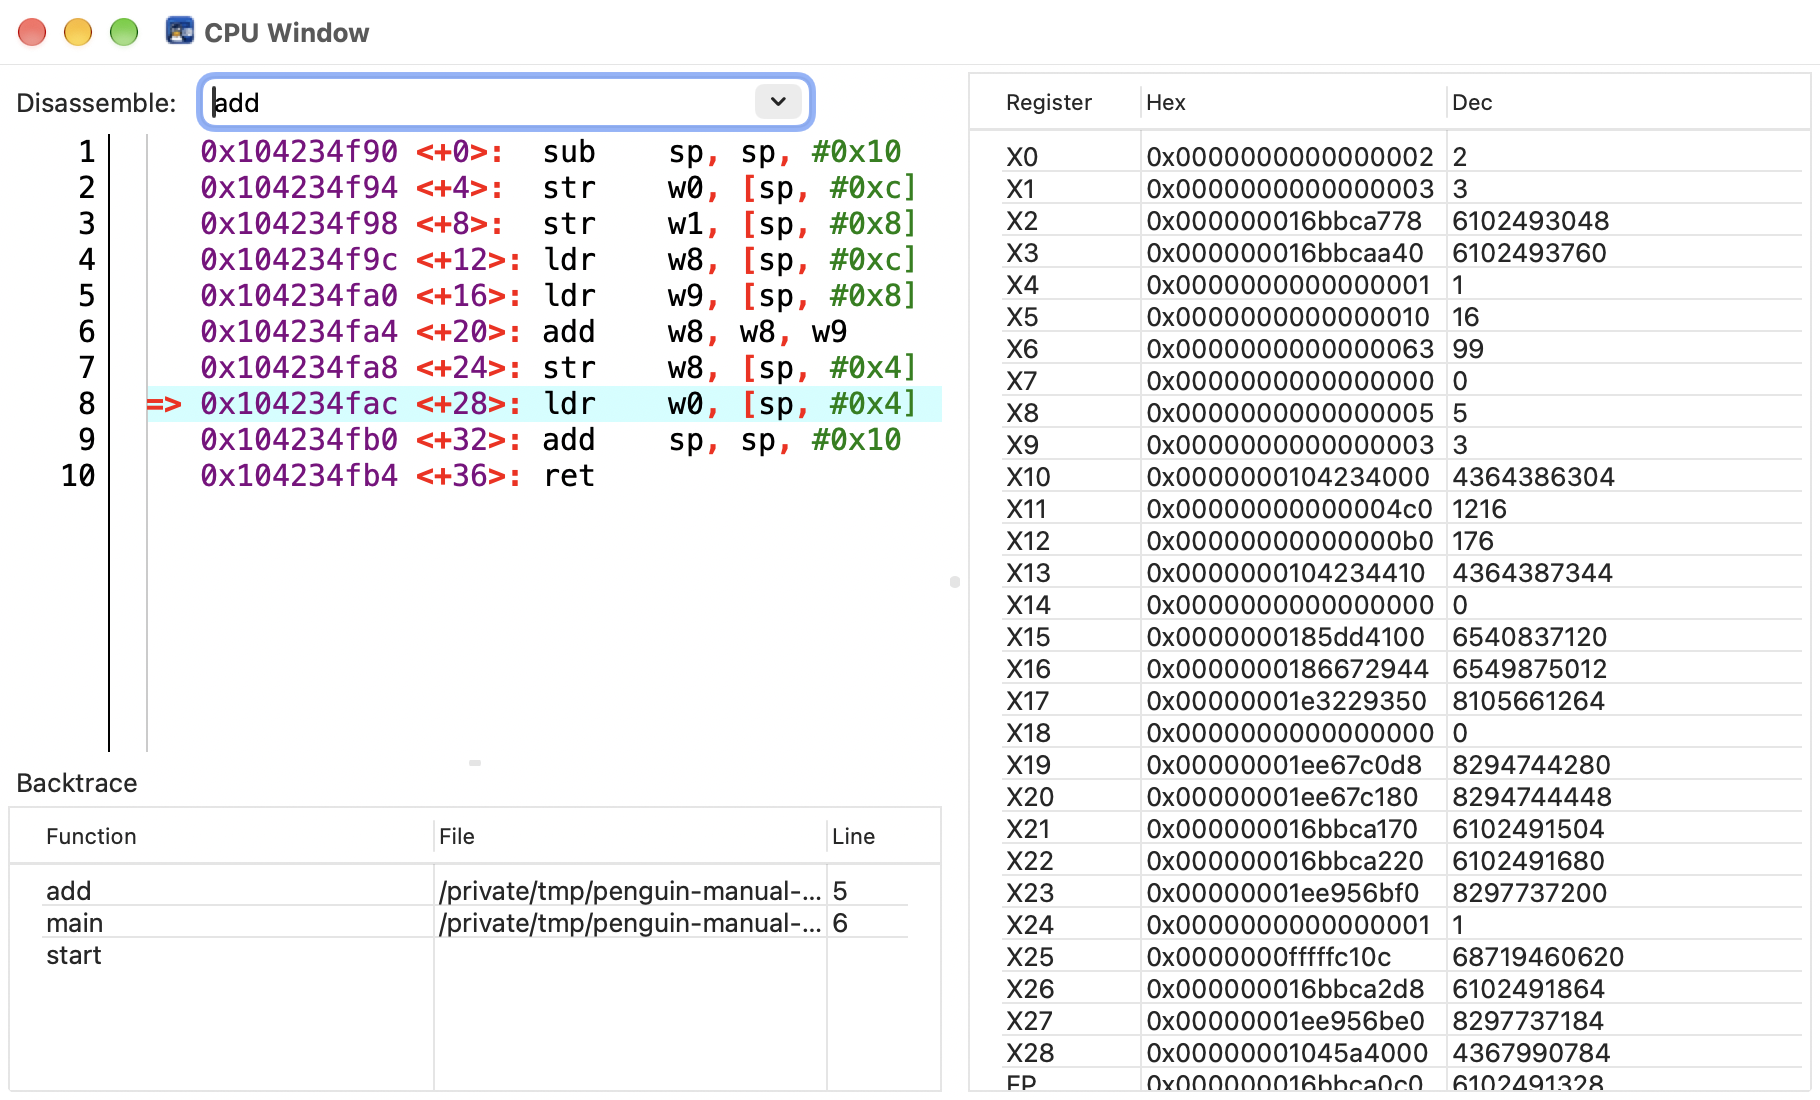 CPU Window
Disassemble: add
1 0x104234f90 <+0>: sub sp, sp, #0x10
2 0x104234f94 <+4>: str w0, [sp, #0xc]
3 0x104234f98 <+8>: str w1, [sp, #0x8]
4 0x104234f9c <+12>: ldr w8, [sp, #0xc]
5 0x104234fa0 <+16>: ldr w9, [sp, #0x8]
6 0x104234fa4 <+20>: add w8, w8, w9
7 0x104234fa8 <+24>: str w8, [sp, #0x4]
8 => 0x104234fac <+28>: ldr w0, [sp, #0x4]
9 0x104234fb0 <+32>: add sp, sp, #0x10
10 0x104234fb4 <+36>: ret
Backtrace
Function File Line
add /private/tmp/penguin-manual-... 5
main /private/tmp/penguin-manual-... 6
start
Register Hex Dec
X0 0x0000000000000002 2
X1 0x0000000000000003 3
X2 0x000000016bbca778 6102493048
X3 0x000000016bbcaa40 6102493760
X4 0x0000000000000001 1
X5 0x0000000000000010 16
X6 0x0000000000000063 99
X7 0x0000000000000000 0
X8 0x0000000000000005 5
X9 0x0000000000000003 3
X10 0x0000000104234000 4364386304
X11 0x00000000000004c0 1216
X12 0x00000000000000b0 176
X13 0x0000000104234410 4364387344
X14 0x0000000000000000 0
X15 0x0000000185dd4100 6540837120
X16 0x0000000186672944 6549875012
X17 0x00000001e3229350 8105661264
X18 0x0000000000000000 0
X19 0x00000001ee67c0d8 8294744280
X20 0x00000001ee67c180 8294744448
X21 0x000000016bbca170 6102491504
X22 0x000000016bbca220 6102491680
X23 0x00000001ee956bf0 8297737200
X24 0x0000000000000001 1
X25 0x0000000fffffc10c 68719460620
X26 0x000000016bbca2d8 6102491864
X27 0x00000001ee956be0 8297737184
X28 0x00000001045a4000 4367990784
FP 0x000000016bbca0c0 6102491328